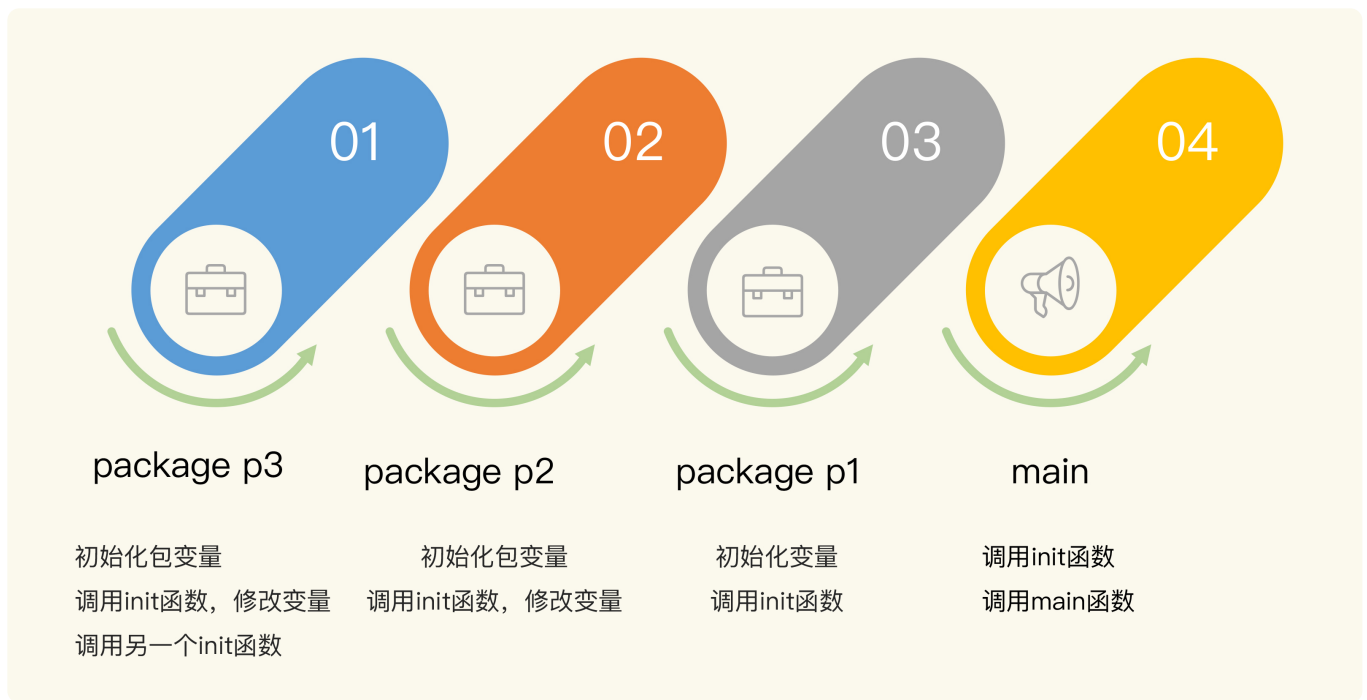 01
02
03
04
package p3
package p2
package p1
main
初始化包变量
调用init函数，修改变量
调用另一个init函数
初始化包变量
调用init函数，修改变量
初始化变量
调用init函数
调用init函数
调用main函数